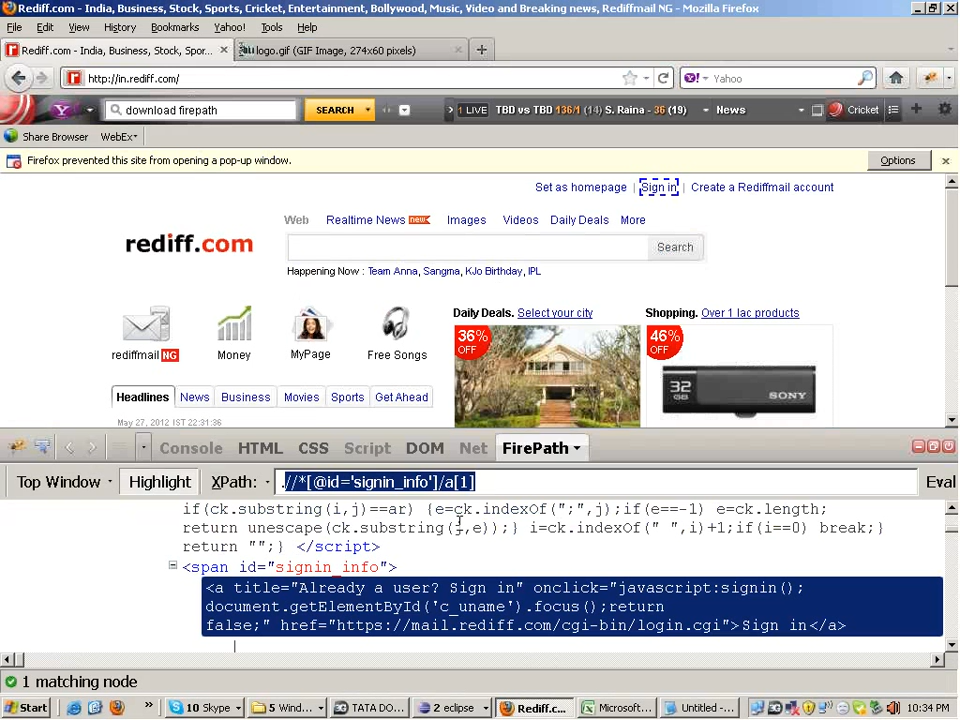 Rediff.com - India, Business, Stock, Sports, Cricket, Entertainment, Bollywood, Music, Video and Breaking news, Rediffmail NG - Mozilla Firefox
File Edit View History Bookmarks Yahoo! Tools Help
Rediff.com - India, Business, Stock, Spor... logo.gif (GIF Image, 274x60 pixels)
http://in.rediff.com/ Yahoo
download firepath SEARCH 1 LIVE TBD vs TBD 136/1 (14) S. Raina - 36 (19) News Cricket
Share Browser WebEx
Firefox prevented this site from opening a pop-up window. Options
Set as homepage | Sign in | Create a Rediffmail account
Web Realtime News new Images Videos Daily Deals More
rediff.com Search
Happening Now : Team Anna, Sangma, KJo Birthday, IPL
Daily Deals. Select your city Shopping. Over 1 lac products
36% OFF 46% OFF
32 GB SONY
rediffmail NG Money MyPage Free Songs
Headlines News Business Movies Sports Get Ahead
May 27, 2012 IST 22:31:36
Console HTML CSS Script DOM Net FirePath
Top Window Highlight XPath: .//*[@id='signin_info']/a[1] Eval
if(ck.substring(i,j)==ar) {e=ck.indexOf(";",j);if(e==-1) e=ck.length;
return unescape(ck.substring(j,e));} i=ck.indexOf(" ",i)+1;if(i==0) break;}
return "";} </script>
<span id="signin_info">
<a title="Already a user? Sign in" onclick="javascript:signin();
document.getElementById('c_uname').focus();return
false;" href="https://mail.rediff.com/cgi-bin/login.cgi">Sign in</a>
1 matching node
Start 10 Skype 5 Wind... TATA DO... 2 eclipse Rediff.c... Microsoft... Untitled -... 10:34 PM